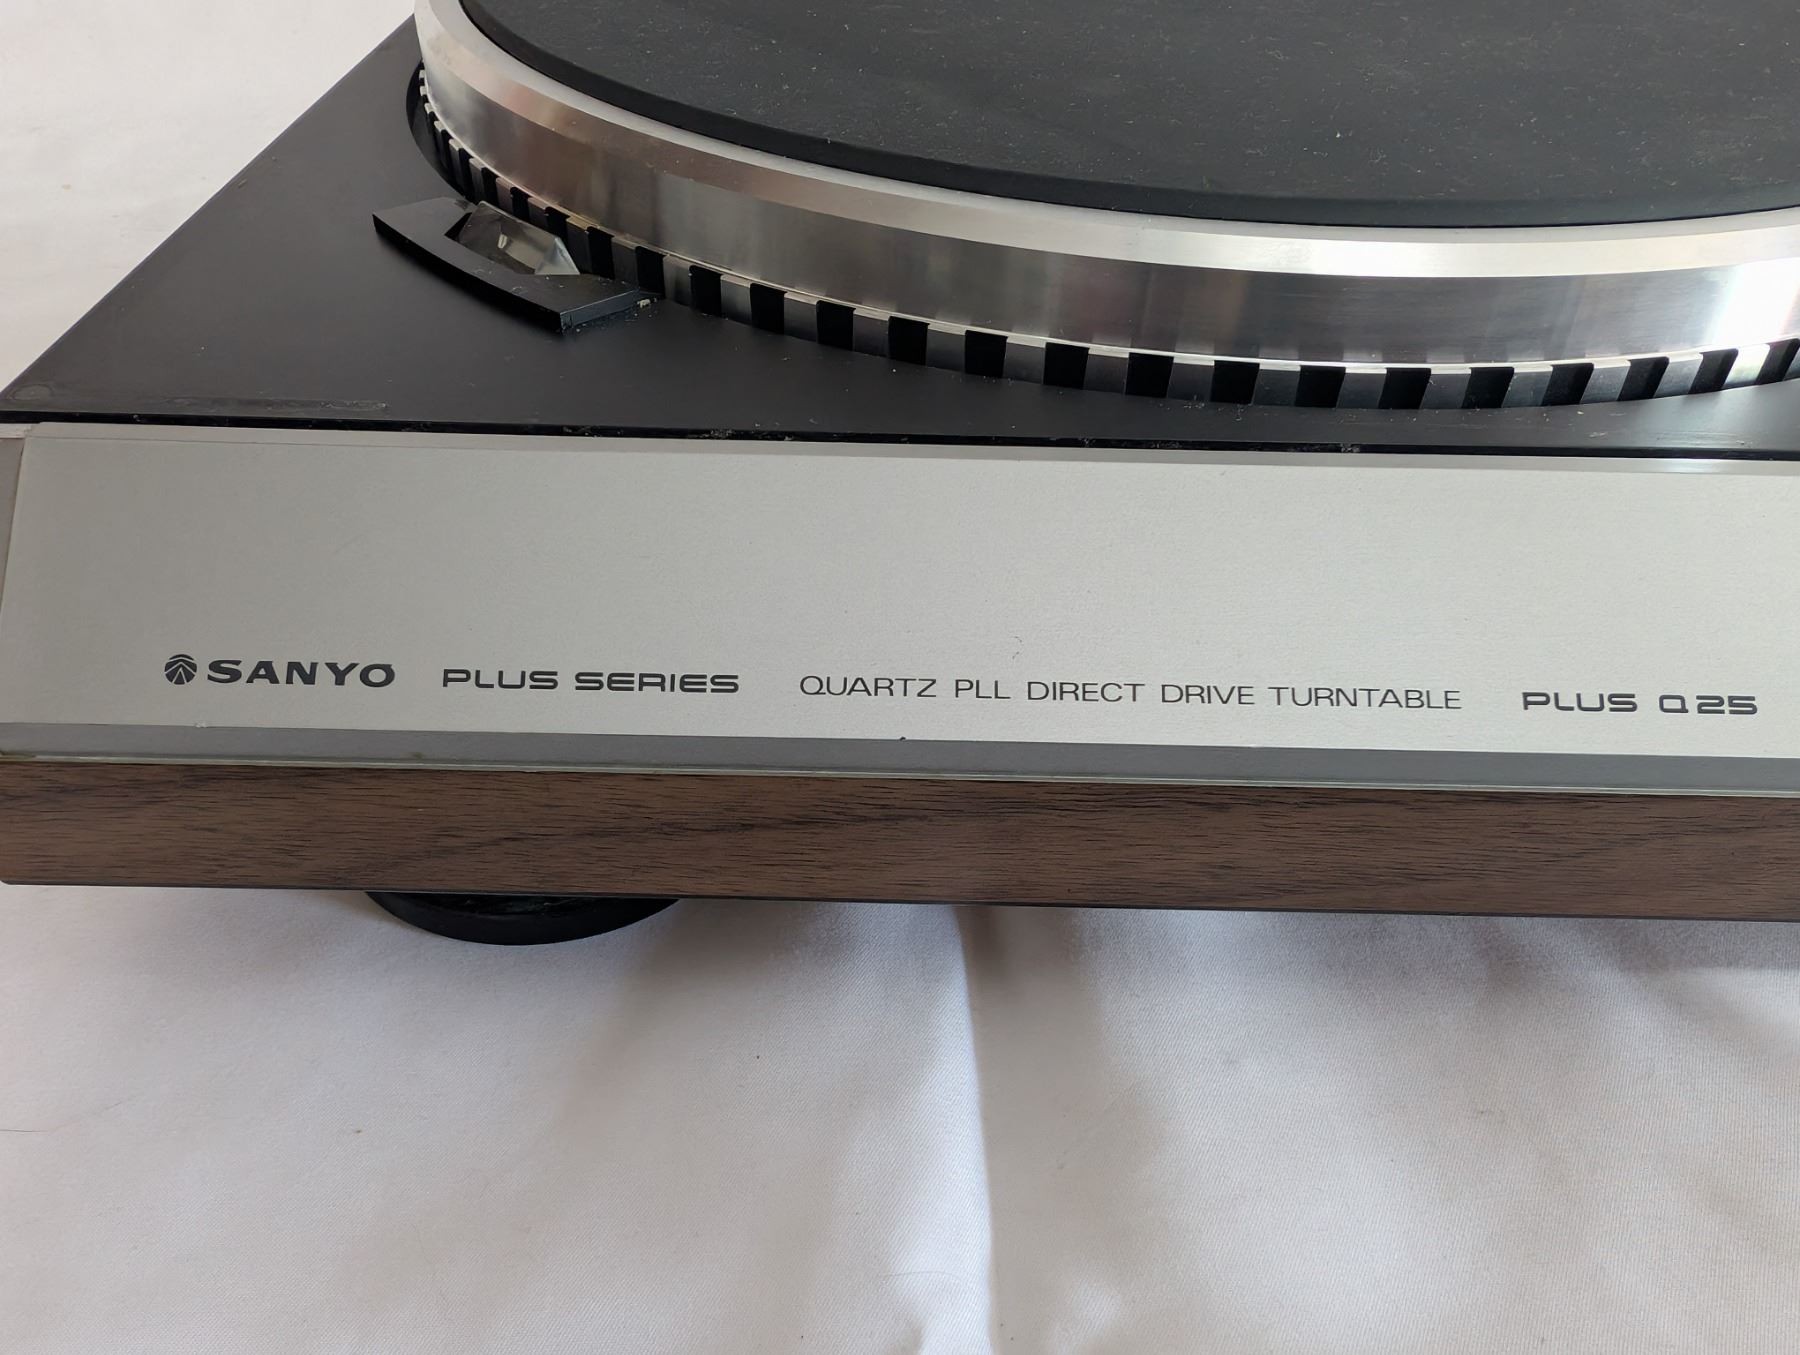 SANYO PLUS SERIES QUARTZ PLL DIRECT DRIVE TURNTABLE PLUS Q25